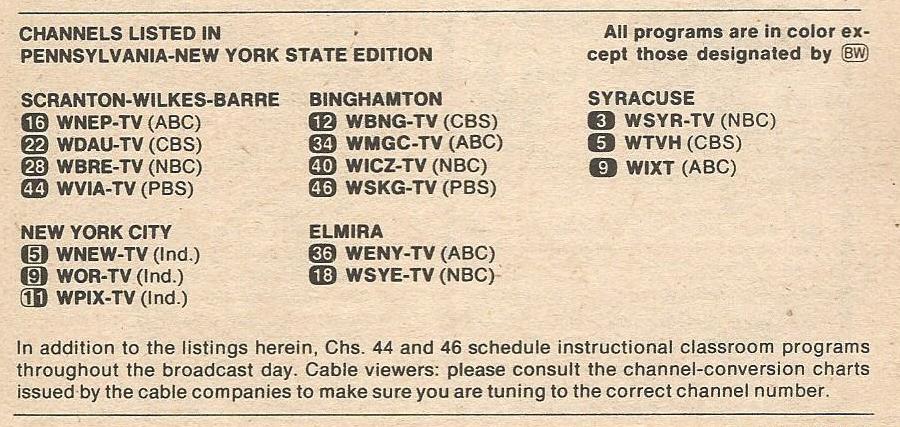 CHANNELS LISTED IN
PENNSYLVANIA-NEW YORK STATE EDITION
All programs are in color ex-
cept those designated by BW
SCRANTON-WILKES-BARRE
16 WNEP-TV (ABC)
22 WDAU-TV (CBS)
28 WBRE-TV (NBC)
44 WVIA-TV (PBS)
BINGHAMTON
12 WBNG-TV (CBS)
34 WMGC-TV (ABC)
40 WICZ-TV (NBC)
46 WSKG-TV (PBS)
SYRACUSE
3 WSYR-TV (NBC)
5 WTVH (CBS)
9 WIXT (ABC)
NEW YORK CITY
5 WNEW-TV (Ind.)
9 WOR-TV (Ind.)
11 WPIX-TV (Ind.)
ELMIRA
36 WENY-TV (ABC)
18 WSYE-TV (NBC)
In addition to the listings herein, Chs. 44 and 46 schedule instructional classroom programs
throughout the broadcast day. Cable viewers: please consult the channel-conversion charts
issued by the cable companies to make sure you are tuning to the correct channel number.